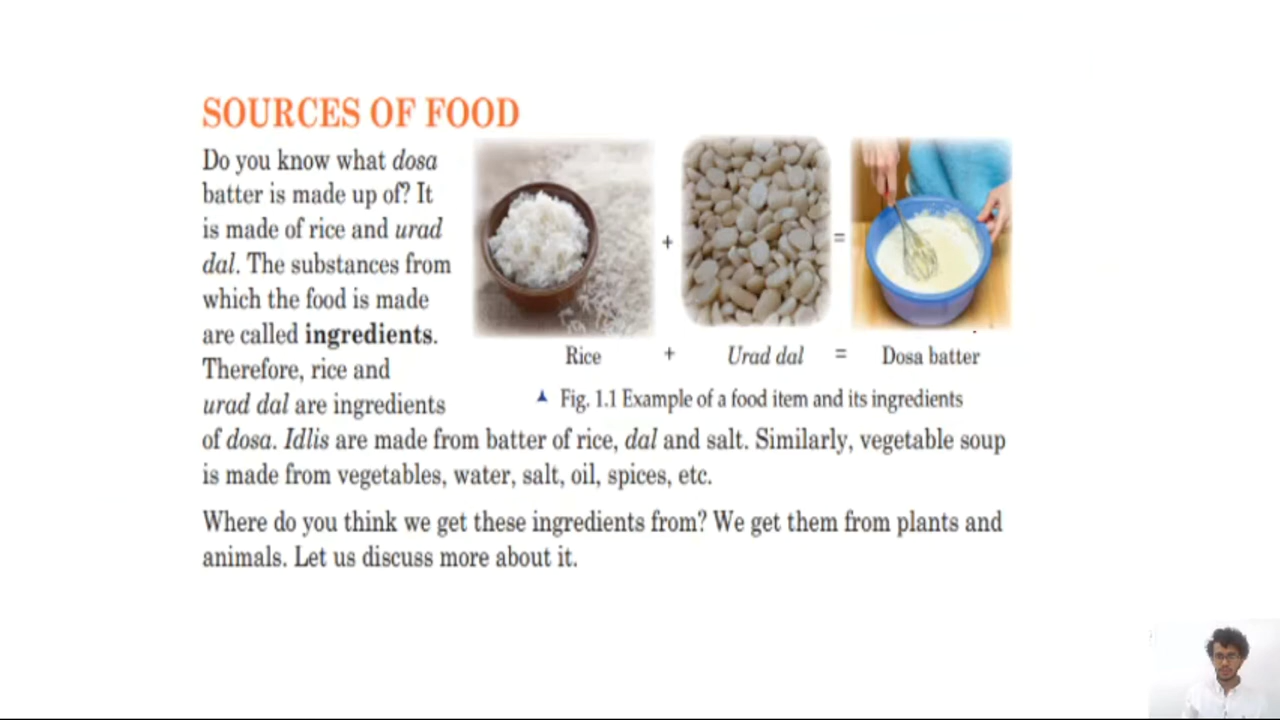 SOURCES OF FOOD
Do you know what dosa
batter is made up of? It
is made of rice and urad
dal. The substances from
which the food is made
are called ingredients.
Therefore, rice and
urad dal are ingredients
of dosa. Idlis are made from batter of rice, dal and salt. Similarly, vegetable soup
is made from vegetables, water, salt, oil, spices, etc.
+ =
Rice + Urad dal = Dosa batter
Fig. 1.1 Example of a food item and its ingredients
Where do you think we get these ingredients from? We get them from plants and
animals. Let us discuss more about it.